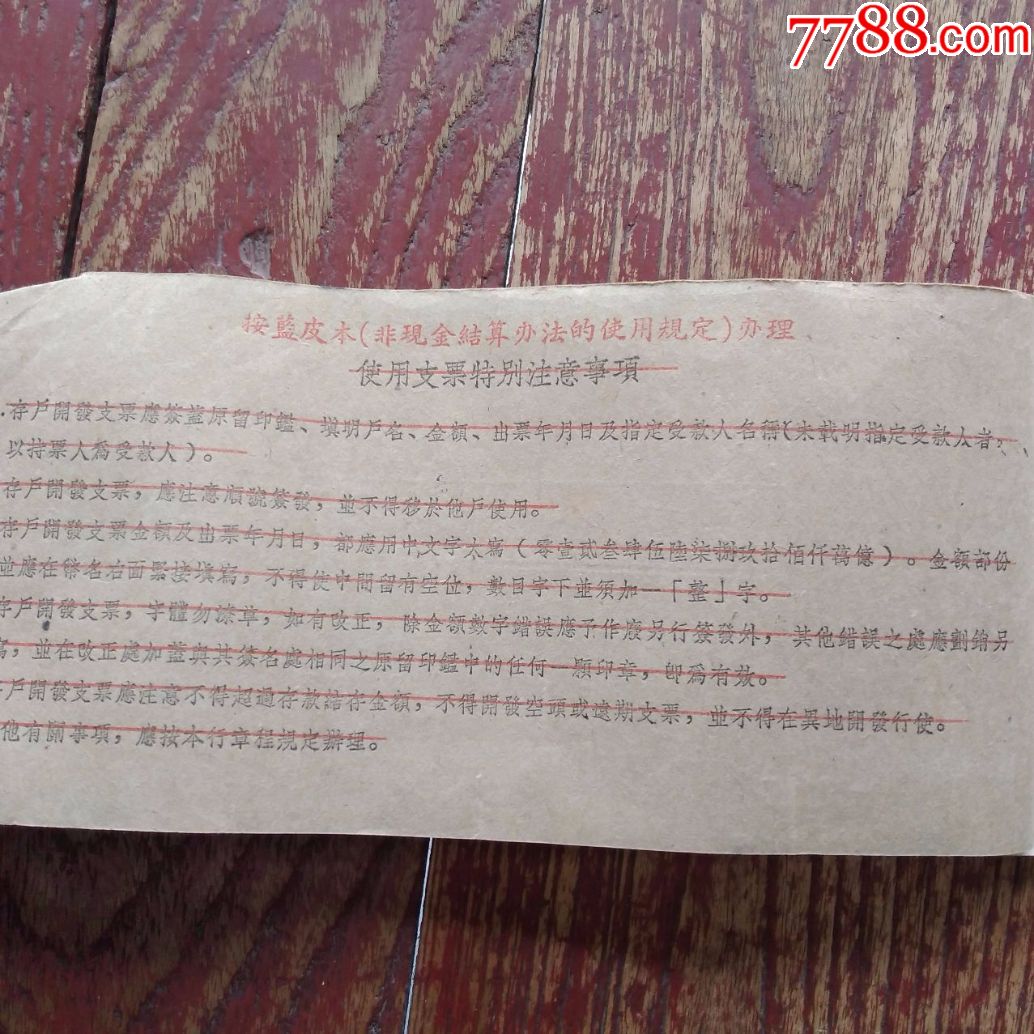 7788.com
按藍皮本(非現金結算办法的使用規定)办理
使用支票特別注意事項
.存戶開發支票應簽蓋原留印鑑、填明戶名、金額、出票年月日及指定受款人名稱(未載明指定受款人者,
以持票人爲受款人)。
存戶開發支票,應注意順號簽發,並不得移於他戶使用。
存戶開發支票金額及出票年月日,都應用中文字大寫(零壹貳叁肆伍陸柒捌玖拾佰仟萬億)。金額部份
並應在幣名右面緊接填寫,不得使中間留有空位,數目字下並須加一「整」字。
存戶開發支票,字體勿潦草,如有改正,除金額數字錯誤應予作廢另行簽發外,其他錯誤之處應劃銷另
寫,並在改正處加蓋與其簽名處相同之原留印鑑中的任何一顆印章,即爲有效。
存戶開發支票應注意不得超過存款結存金額,不得開發空頭或遠期支票,並不得在異地開發行使。
他有關事項,應按本行章程規定辦理。